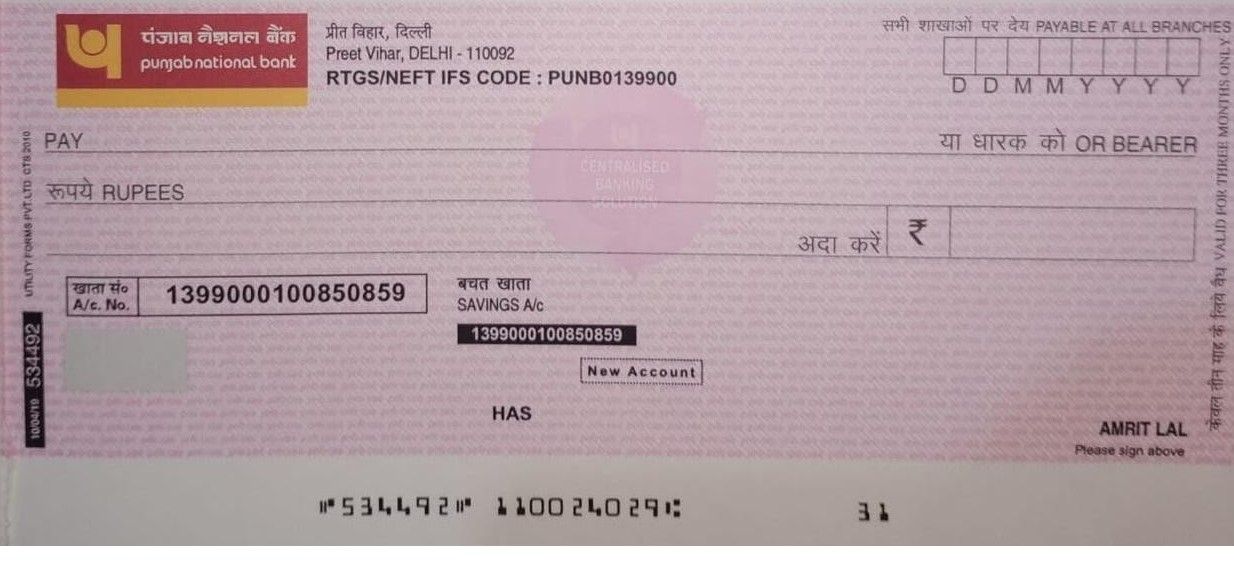 पंजाब नैशनल बैंक
punjab national bank
प्रीत विहार, दिल्ली
Preet Vihar, DELHI - 110092
RTGS/NEFT IFS CODE : PUNB0139900
सभी शाखाओं पर देय PAYABLE AT ALL BRANCHES
D D M M Y Y Y Y
PAY
या धारक को OR BEARER
CENTRALISED
BANKING
SOLUTION
रूपये RUPEES
अदा करें ₹
खाता सं० 
A/c. No.
1399000100850859
बचत खाता
SAVINGS A/c
1399000100850859
New Account
HAS
AMRIT LAL
Please sign above
UTILITY FORMS PVT. LTD CTS 2010
10/04/19 534492
केवल तीन माह के लिये वैध VALID FOR THREE MONTHS ONLY
⑈534492⑈ 110024029⑆ 31